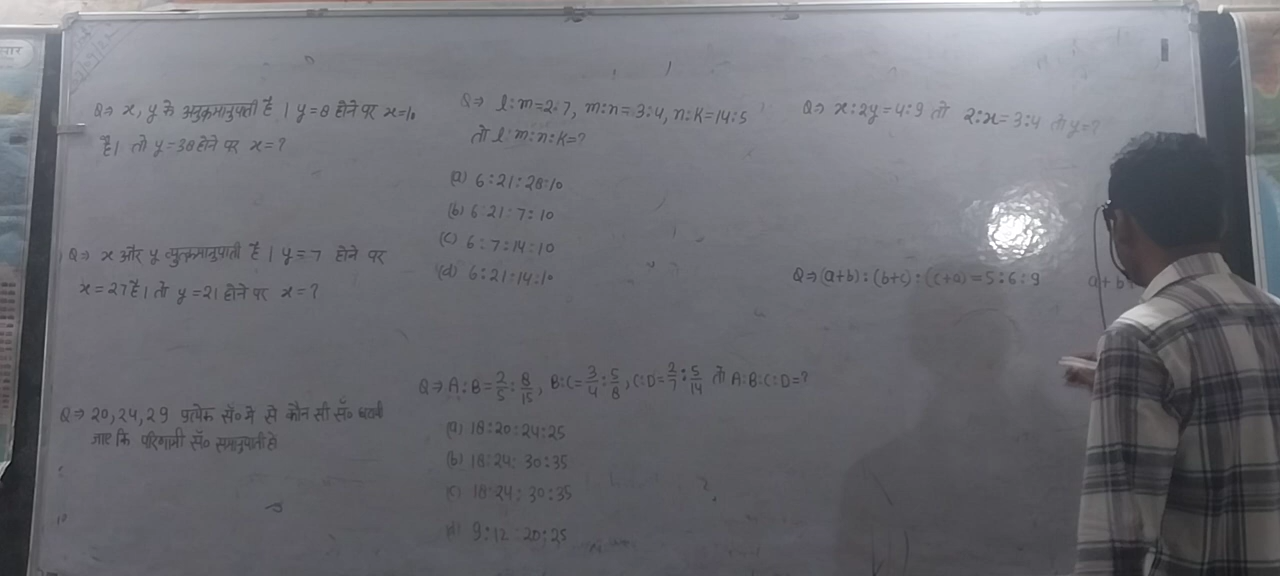 Q⇒ x, y के अनुक्रमानुपाती है । y=8 होने पर x=10
है। तो y=38 होने पर x=?
Q⇒ x और y व्युत्क्रमानुपाती है । y=7 होने पर
x=27 है। तो y=21 होने पर x=?
Q⇒ 20, 24, 29 प्रत्येक सं० मे से कौन सी सं० घटायी
जाए कि परिणामी सं० समानुपाती हो
Q⇒ l:m=2:7, m:n=3:4, n:K=14:5
तो l:m:n:K=?
(a) 6:21:28:10
(b) 6:21:7:10
(c) 6:7:14:10
(d) 6:21:14:10
Q⇒ A:B=2/5:8/15, B:C=3/4:5/8, C:D=2/7:5/14 तो A:B:C:D=?
(a) 18:20:24:25
(b) 18:24:30:35
(c) 18:24:30:35
(d) 9:12:20:25
Q⇒ x:2y=4:9 तो 2:x=3:4 तो y=?
Q⇒ (a+b):(b+c):(c+a)=5:6:9 a+b
सार